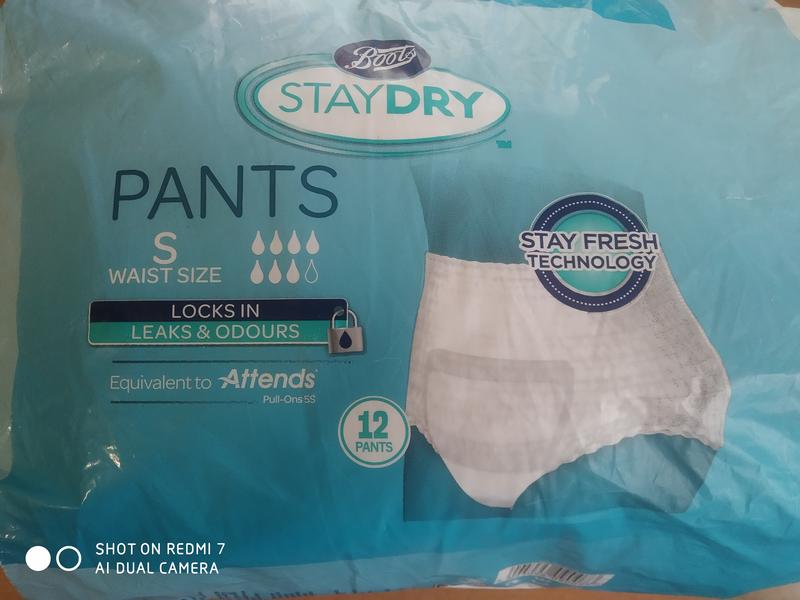 Boots
STAYDRY
PANTS
S
WAIST SIZE
STAY FRESH
TECHNOLOGY
LOCKS IN
LEAKS & ODOURS
Equivalent to Attends
Pull-Ons 5S
12
PANTS
SHOT ON REDMI 7
AI DUAL CAMERA